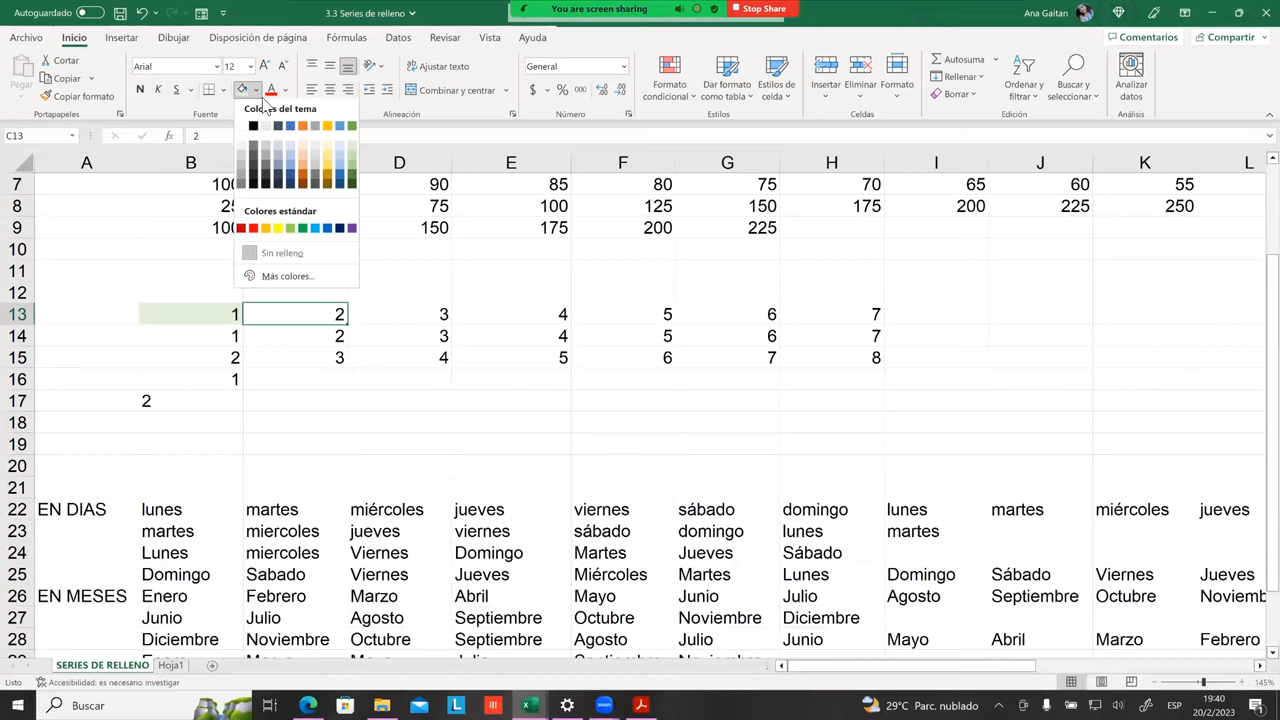 Autoguardado
3.3 Series de relleno
You are screen sharing
Stop Share
Ana Gaitan
Archivo Inicio Insertar Dibujar Disposición de página Fórmulas Datos Revisar Vista Ayuda
Comentarios Compartir
Pegar
Cortar
Copiar
Copiar formato
Portapapeles
Arial 12
N K S
Fuente
Ajustar texto
Combinar y centrar
Alineación
General
Número
Formato condicional
Dar formato como tabla
Estilos de celda
Estilos
Insertar Eliminar Formato
Celdas
Autosuma
Rellenar
Borrar
Ordenar y filtrar
Buscar y seleccionar
Edición
Analizar datos
Análisis
C13 fx 2
Colores del tema
Colores estándar
Sin relleno
Más colores...
A B D E F G H I J K L
7 100 90 85 80 75 70 65 60 55
8 25 75 100 125 150 175 200 225 250
9 100 150 175 200 225
10
11
12
13 1 2 3 4 5 6 7
14 1 2 3 4 5 6 7
15 2 3 4 5 6 7 8
16 1
17 2
18
19
20
21
22 EN DIAS lunes martes miércoles jueves viernes sábado domingo lunes martes miércoles jueves
23 martes miercoles jueves viernes sábado domingo lunes martes
24 Lunes miercoles Viernes Domingo Martes Jueves Sábado
25 Domingo Sabado Viernes Jueves Miércoles Martes Lunes Domingo Sábado Viernes Jueves
26 EN MESES Enero Febrero Marzo Abril Mayo Junio Julio Agosto Septiembre Octubre Noviemb
27 Junio Julio Agosto Septiembre Octubre Noviembre Diciembre
28 Diciembre Noviembre Octubre Septiembre Agosto Julio Junio Mayo Abril Marzo Febrero
SERIES DE RELLENO Hoja1
Listo Accesibilidad: es necesario investigar 145%
Buscar
29°C Parc. nublado
19:40
20/2/2023